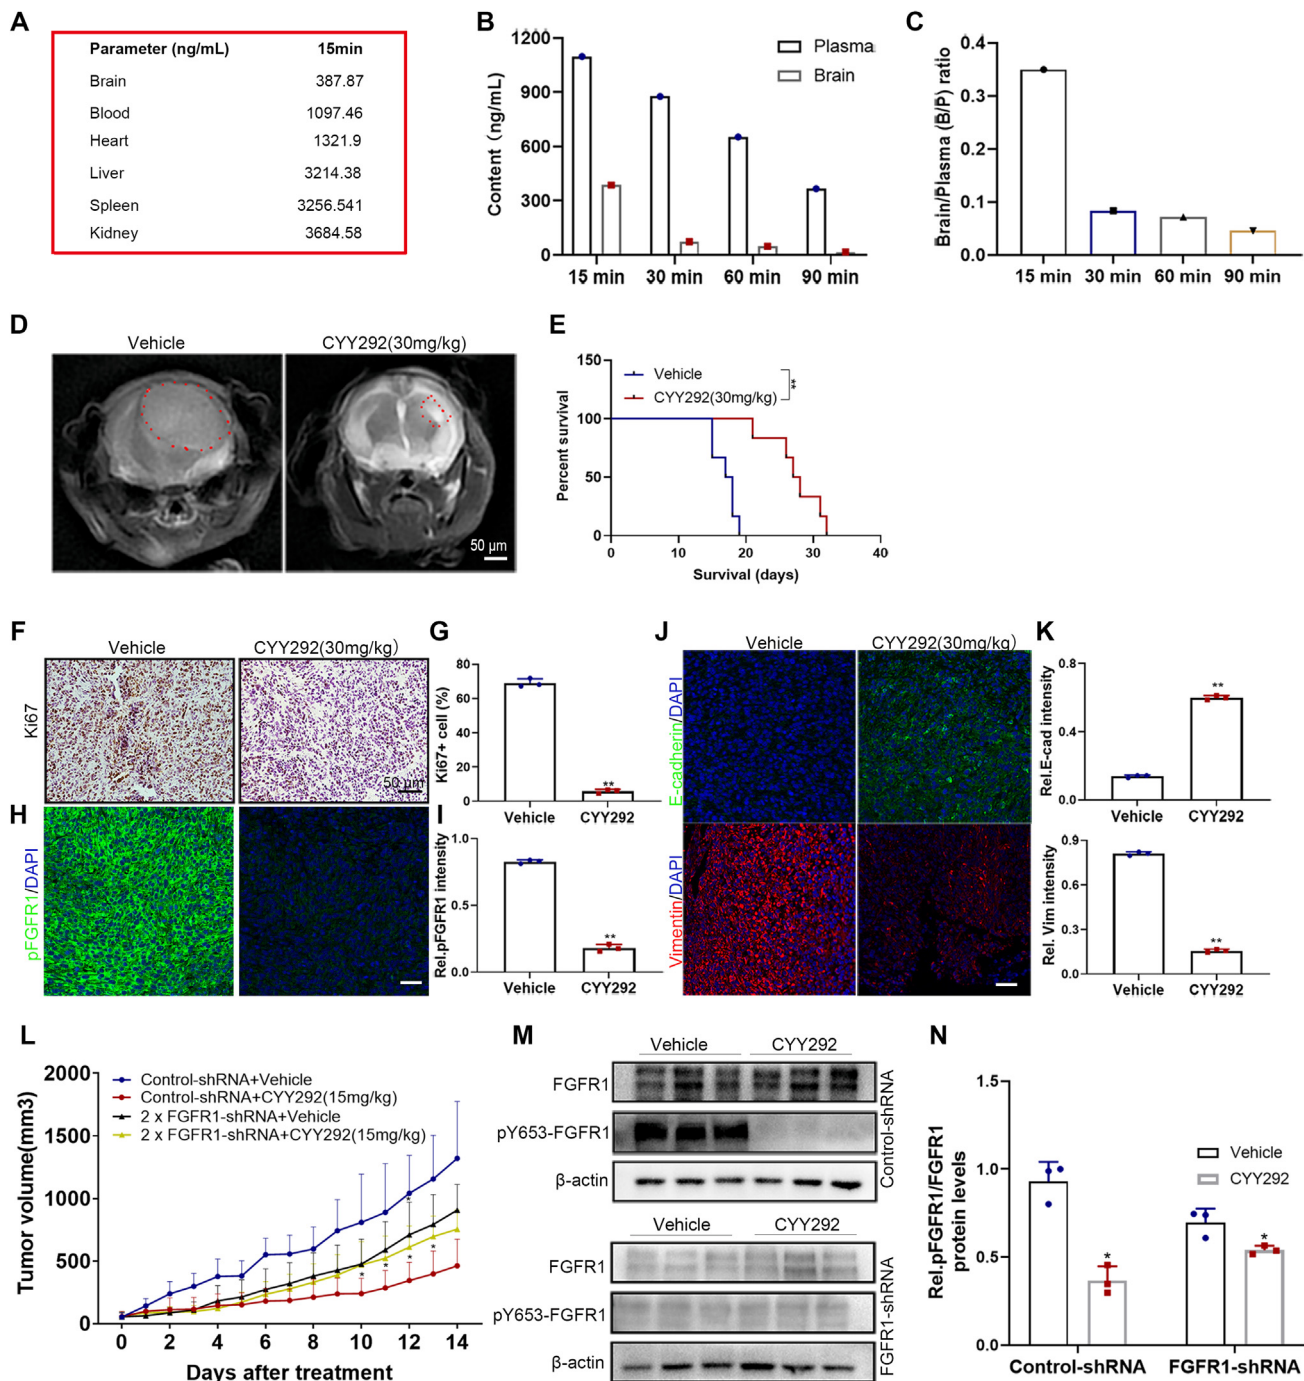 A
Parameter (ng/mL) 15min
Brain 387.87
Blood 1097.46
Heart 1321.9
Liver 3214.38
Spleen 3256.541
Kidney 3684.58
B
Content (ng/mL)
1200
900
600
300
0
Plasma
Brain
15 min 30 min 60 min 90 min
C
Brain/Plasma (B/P) ratio
0.4
0.3
0.2
0.1
0.0
15 min 30 min 60 min 90 min
D
Vehicle CYY292(30mg/kg)
50 μm
E
Percent survival
150
100
50
0
Vehicle
CYY292(30mg/kg)
**
0 10 20 30 40
Survival (days)
F
Vehicle CYY292(30mg/kg)
Ki67
50 μm
G
Ki67+ cell (%)
80
60
40
20
0
**
Vehicle CYY292
H
pFGFR1/DAPI
I
Rel.pFGFR1 intensity
1.0
0.5
0.0
**
Vehicle CYY292
J
Vehicle CYY292(30mg/kg)
E-cadherin/DAPI
Vimentin/DAPI
K
Rel.E-cad intensity
0.8
0.4
0.0
**
Vehicle CYY292
Rel. Vim intensity
0.9
0.6
0.3
0.0
**
Vehicle CYY292
L
Tumor volume(mm3)
2000
1500
1000
500
0
Control-shRNA+Vehicle
Control-shRNA+CYY292(15mg/kg)
2 x FGFR1-shRNA+Vehicle
2 x FGFR1-shRNA+CYY292(15mg/kg)
* * * * *
0 2 4 6 8 10 12 14
Days after treatment
M
Vehicle CYY292
FGFR1
pY653-FGFR1
β-actin
Control-shRNA
Vehicle CYY292
FGFR1
pY653-FGFR1
β-actin
FGFR1-shRNA
N
Rel.pFGFR1/FGFR1
protein levels
1.5
1.0
0.5
0.0
Vehicle
CYY292
* *
Control-shRNA FGFR1-shRNA